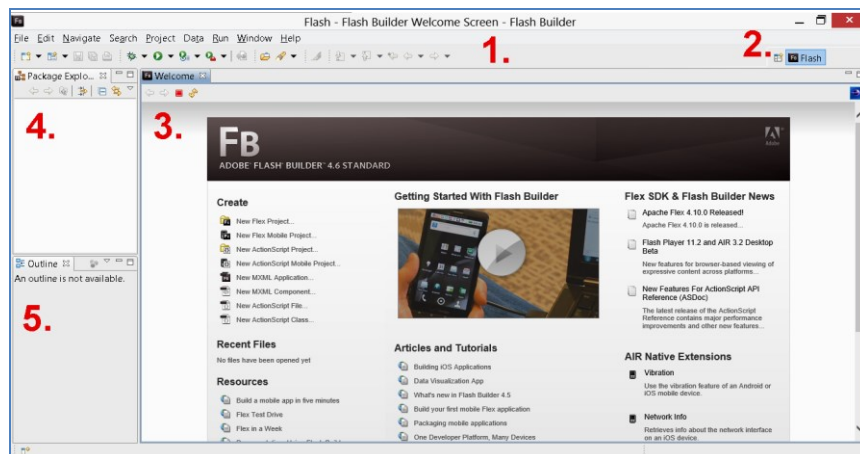 Flash - Flash Builder Welcome Screen - Flash Builder
File Edit Navigate Search Project Data Run Window Help
1.
2.
Flash
Package Explo...
Welcome
3.
4.
FB
ADOBE FLASH BUILDER 4.6 STANDARD
Adobe
Create
New Flex Project...
New Flex Mobile Project...
New ActionScript Project...
New ActionScript Mobile Project...
New MXML Application...
New MXML Component...
New ActionScript File...
New ActionScript Class...
Recent Files
No files have been opened yet
Resources
Build a mobile app in five minutes
Flex Test Drive
Flex in a Week
Getting Started With Flash Builder
Articles and Tutorials
Building iOS Applications
Data Visualization App
What's new in Flash Builder 4.5
Build your first mobile Flex application
Packaging mobile applications
One Developer Platform, Many Devices
Flex SDK & Flash Builder News
Apache Flex 4.10.0 Released!
Apache Flex 4.10.0 is released...
Flash Player 11.2 and AIR 3.2 Desktop
Beta
New features for browser-based viewing of
expressive content across platforms...
New Features For ActionScript API
Reference (ASDoc)
The latest release of the ActionScript
Reference contains major performance
improvements and other new features...
AIR Native Extensions
Vibration
Use the vibration feature of an Android or
iOS mobile device.
Network Info
Retrieves info about the network interface
on an iOS device
Outline
An outline is not available.
5.